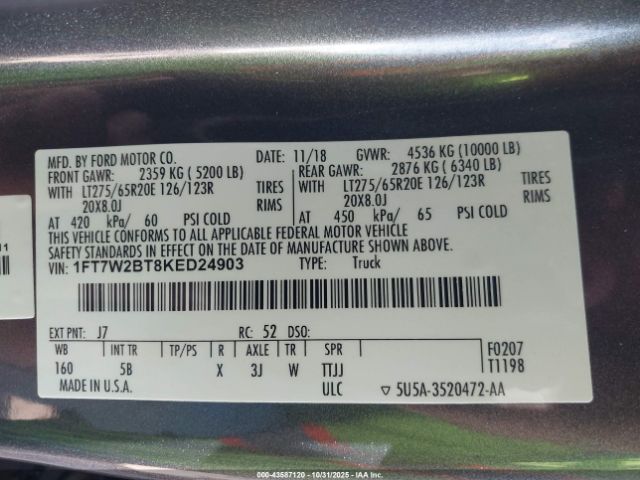 MFD. BY FORD MOTOR CO. DATE: 11/18 GVWR: 4536 KG (10000 LB)
FRONT GAWR: 2359 KG (5200 LB) REAR GAWR: 2876 KG (6340 LB)
WITH LT275/65R20E 126/123R TIRES WITH LT275/65R20E 126/123R TIRES
20X8.0J RIMS 20X8.0J RIMS
AT 420 kPa/ 60 PSI COLD AT 450 kPa/ 65 PSI COLD
THIS VEHICLE CONFORMS TO ALL APPLICABLE FEDERAL MOTOR VEHICLE
SAFETY STANDARDS IN EFFECT ON THE DATE OF MANUFACTURE SHOWN ABOVE.
VIN: 1FT7W2BT8KED24903 TYPE: Truck
EXT PNT: J7 RC: 52 DSO:
WB INT TR TP/PS R AXLE TR SPR F0207
160 5B X 3J W TTJJ T1198
MADE IN U.S.A. ULC ▽ 5U5A-3520472-AA
000-43587120 - 10/31/2025 - IAA Inc.